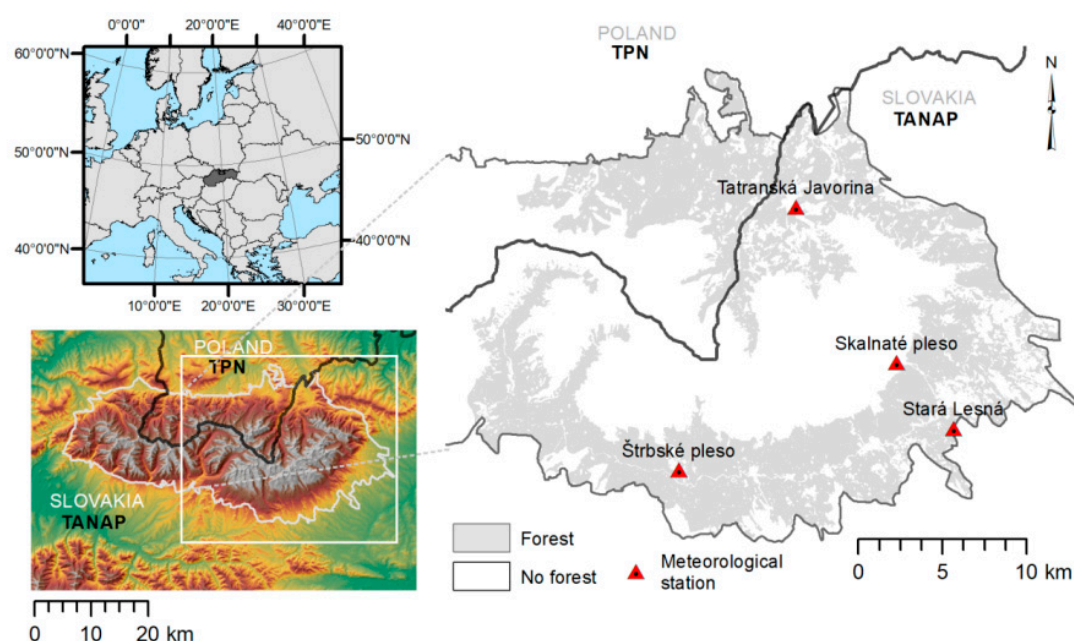 0°0'0" 20°0'0"E 40°0'0"E
60°0'0"N
50°0'0"N
50°0'0"N
40°0'0"N
40°0'0"N
10°0'0"E 20°0'0"E 30°0'0"E
POLAND
TPN
SLOVAKIA
TANAP
0 10 20 km
POLAND
TPN
N
SLOVAKIA
TANAP
Tatranská Javorina
Skalnaté pleso
Stará Lesná
Štrbské pleso
Forest
No forest
Meteorological
station
0 5 10 km